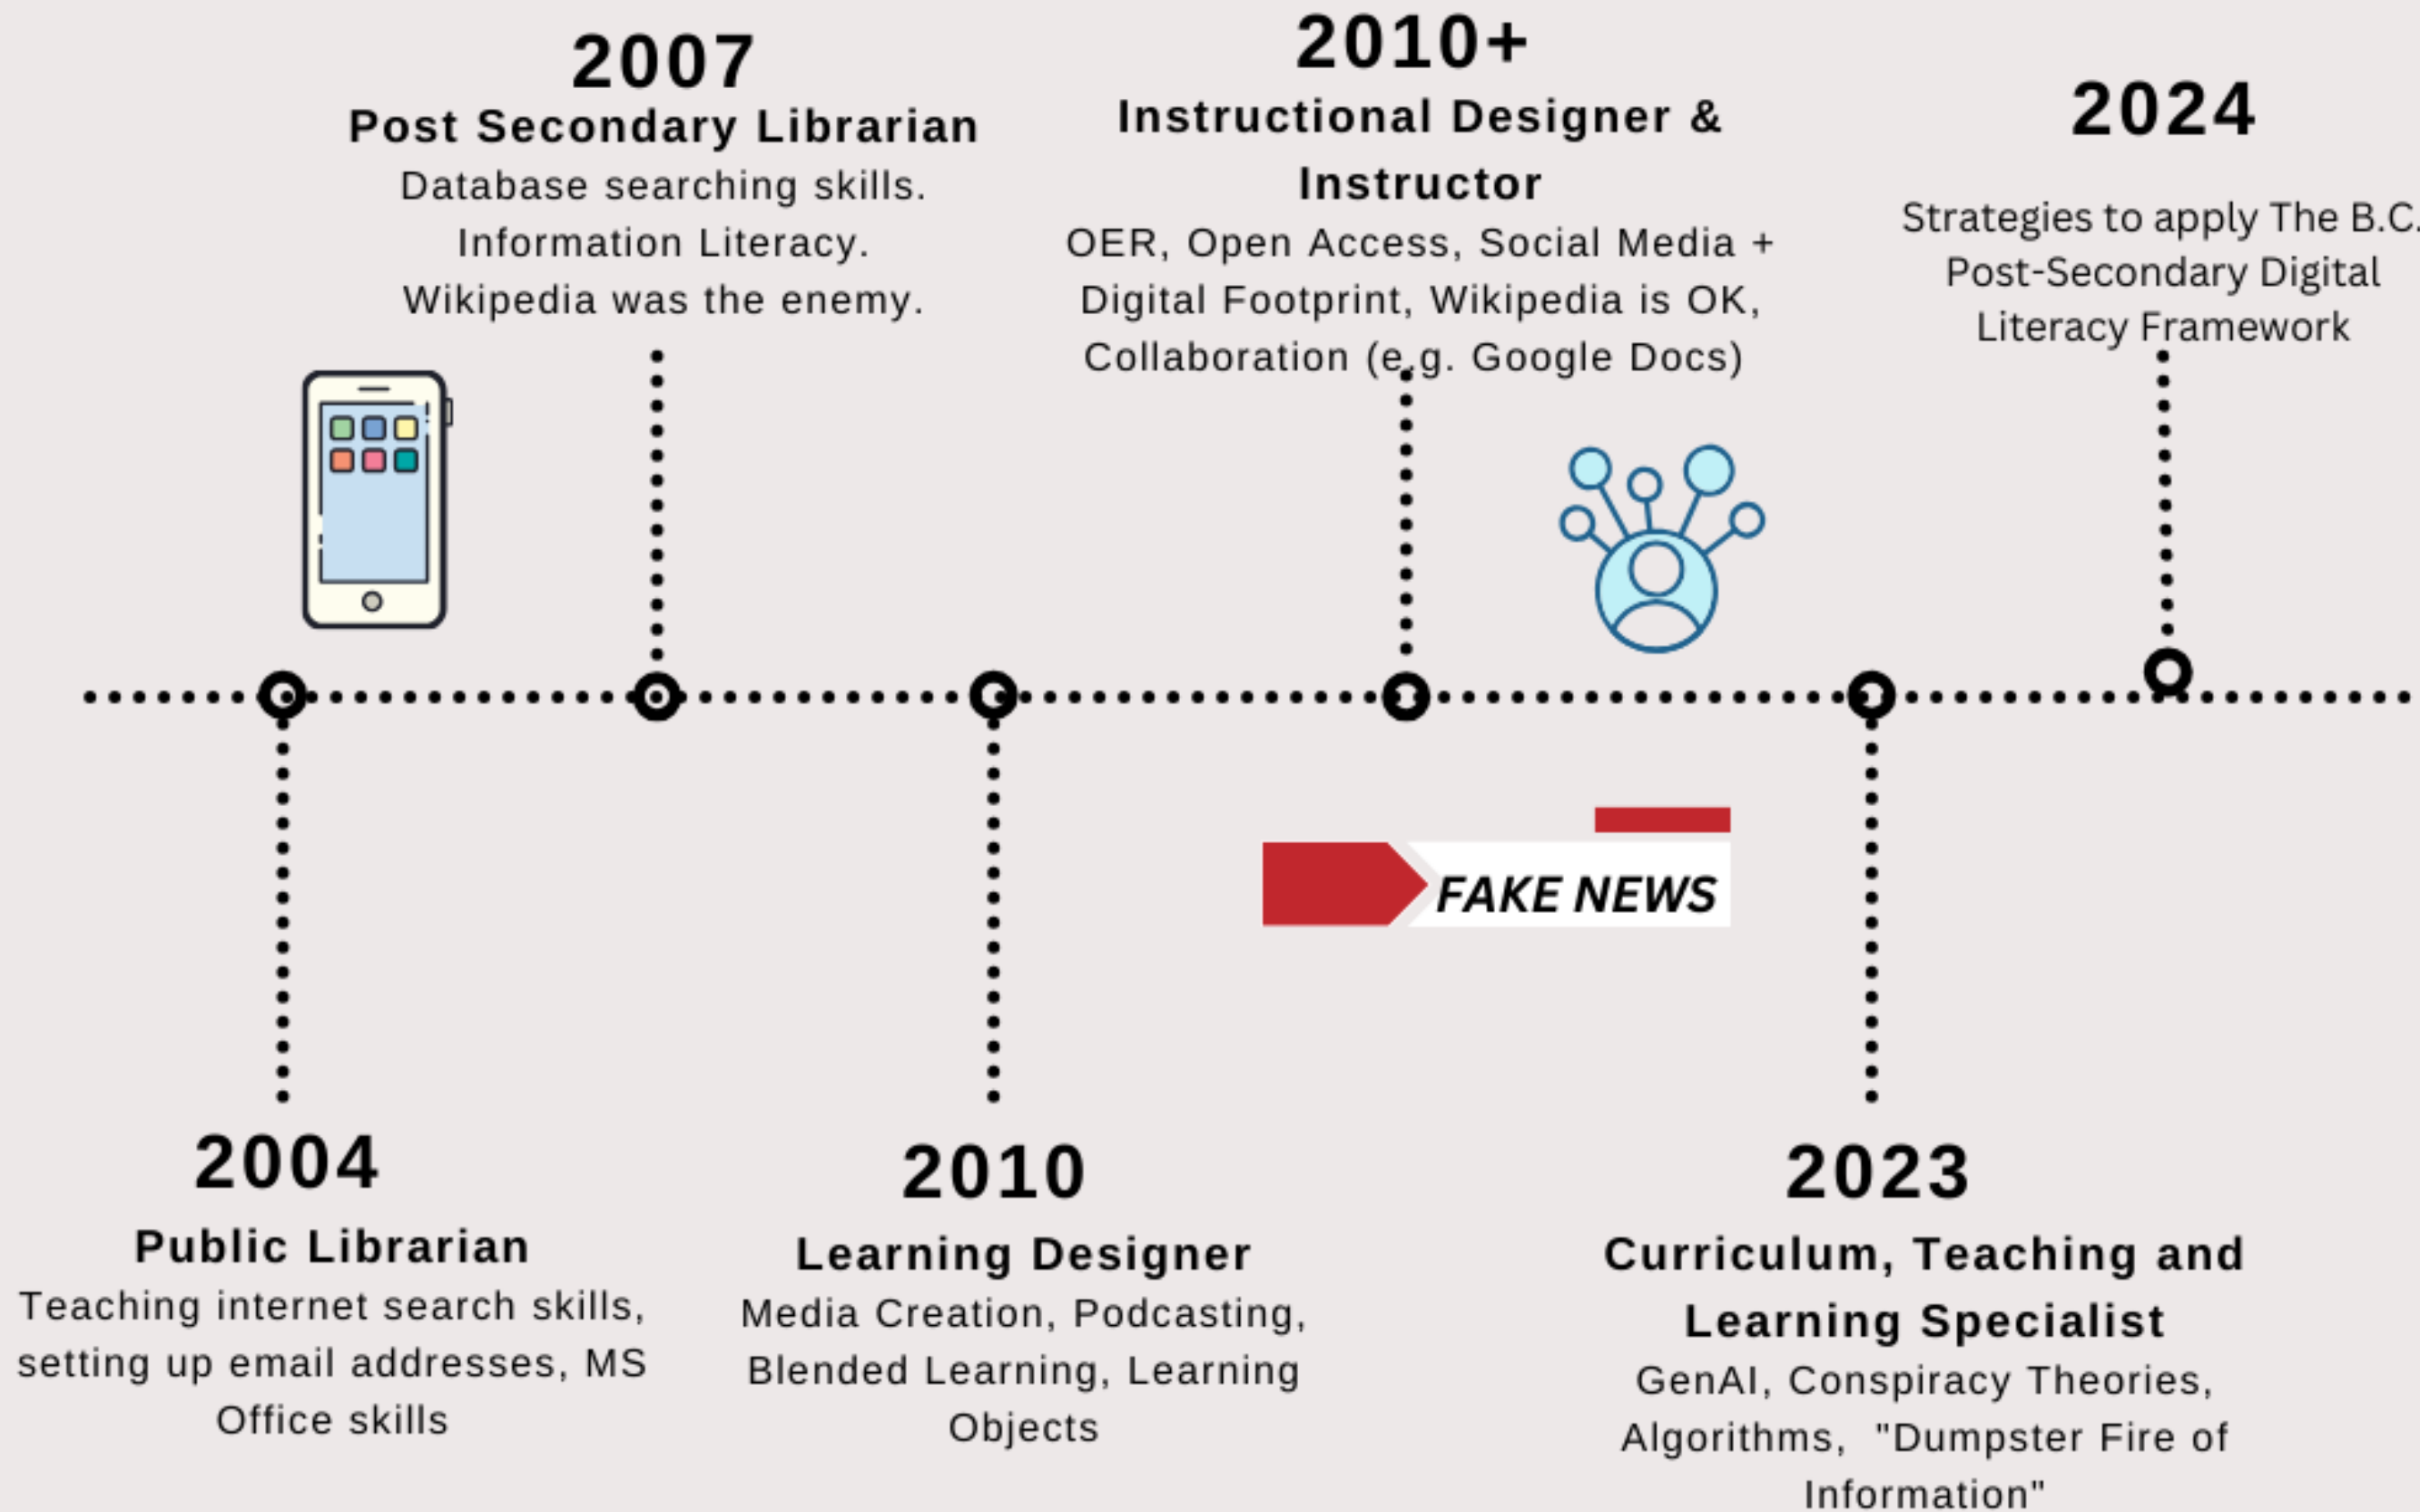 2007
Post Secondary Librarian
Database searching skills.
Information Literacy.
Wikipedia was the enemy.
2010+
Instructional Designer &
Instructor
OER, Open Access, Social Media +
Digital Footprint, Wikipedia is OK,
Collaboration (e.g. Google Docs)
2024
Strategies to apply The B.C.
Post-Secondary Digital
Literacy Framework
FAKE NEWS
2004
Public Librarian
Teaching internet search skills,
setting up email addresses, MS
Office skills
2010
Learning Designer
Media Creation, Podcasting,
Blended Learning, Learning
Objects
2023
Curriculum, Teaching and
Learning Specialist
GenAI, Conspiracy Theories,
Algorithms,  "Dumpster Fire of
Information"